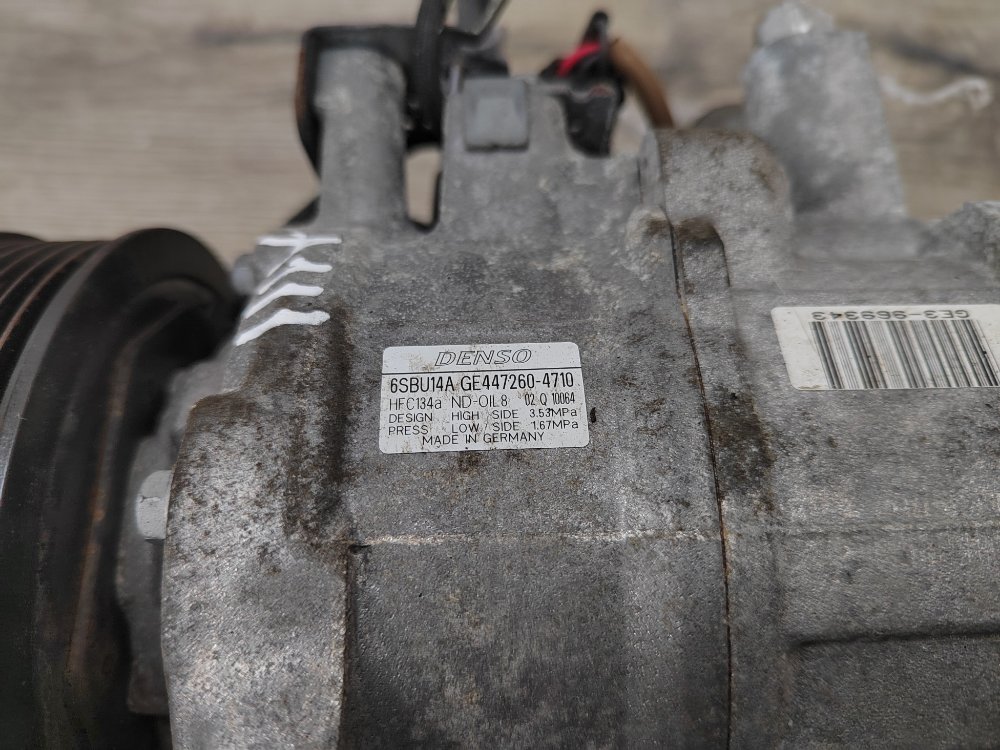 DENSO
6SBU14A GE447260-4710
HFC134a ND-OIL8 02 Q 10064
DESIGN HIGH SIDE 3.53MPa
PRESS LOW SIDE 1.67MPa
MADE IN GERMANY
GE3-969343